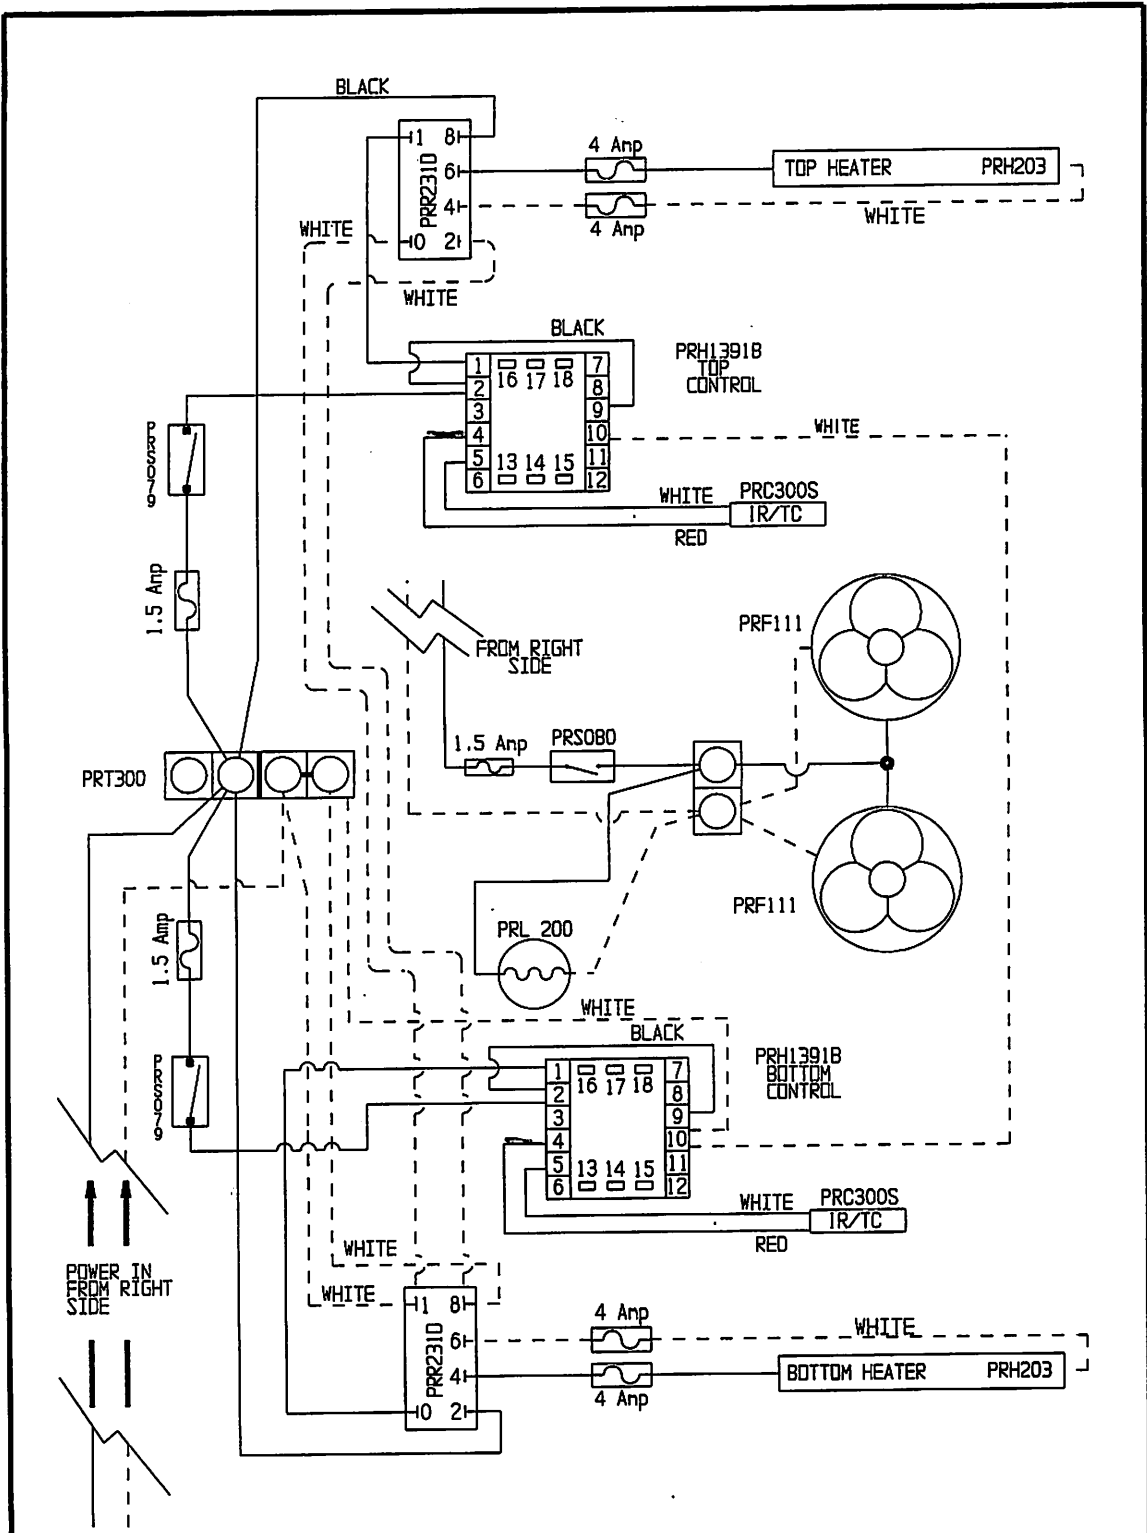 BLACK
1 8
PRR231D
6
4
0 2
4 Amp
4 Amp
TOP HEATER PRH203
WHITE
WHITE
WHITE
BLACK
PRH1391B
TOP
CONTROL
1 7
16 17 18
2 8
3 9
4 10
5 13 14 15 11
6 12
WHITE
PRS079
WHITE PRC300S
IR/TC
RED
1.5 Amp
FROM RIGHT
SIDE
PRF111
1.5 Amp PRS080
PRT300
PRF111
1.5 Amp
PRL 200
WHITE
BLACK
PRH1391B
BOTTOM
CONTROL
1 7
16 17 18
2 8
3 9
4 10
5 13 14 15 11
6 12
PRS079
WHITE PRC300S
IR/TC
RED
POWER IN
FROM RIGHT
SIDE
WHITE
WHITE
1 8
PRR231D
6
4
0 2
4 Amp
4 Amp
WHITE
BOTTOM HEATER PRH203